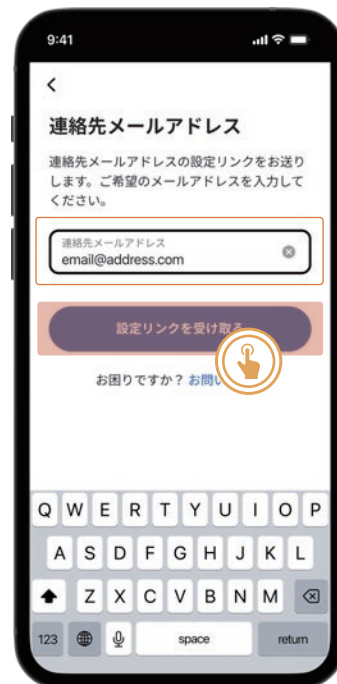 9:41
連絡先メールアドレス
連絡先メールアドレスの設定リンクをお送り
します。ご希望のメールアドレスを入力して
ください。
連絡先メールアドレス
email@address.com
設定リンクを受け取る
お困りですか？ お問い
Q W E R T Y U I O P
A S D F G H J K L
Z X C V B N M
123 space return